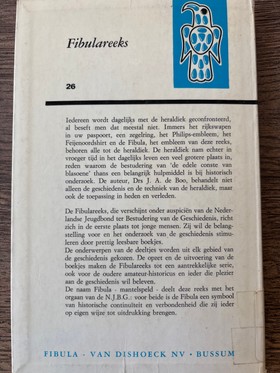 Fibulareeks
26
Iedereen wordt dagelijks met de heraldiek geconfronteerd,
al beseft men dat meestal niet. Immers het rijkswapen
in uw paspoort, een zegelring, het Philips-embleem, het
Feijenoordshirt en de Fibula, het embleem van deze reeks,
behoren alle tot de heraldiek. De heraldiek nam echter in
vroeger tijd in het dagelijks leven een veel grotere plaats in,
reden waarom de bestudering van 'de edele conste van
blasoene' thans een belangrijk hulpmiddel is bij historisch
onderzoek. De auteur, Drs J. A. de Boo, behandelt niet
alleen de geschiedenis en de techniek van de heraldiek, maar
ook de toepassing in heden en verleden.
De Fibulareeks, die verschijnt onder auspiciën van de Neder-
landse Jeugdbond ter Bestudering van de Geschiedenis, richt
zich in de eerste plaats tot jonge mensen. Zij wil de belang-
stelling voor en het onderzoek van de geschiedenis stimu-
leren door prettig leesbare boekjes.
De onderwerpen van de deeltjes worden uit elk gebied van
de geschiedenis gekozen. De opzet en de uitvoering van de
boekjes maken de Fibulareeks tot een aantrekkelijke serie,
ook voor de oudere amateur-historicus en ieder die plezier
aan de geschiedenis wil beleven.
De naam Fibula - mantelspeld - deelt deze reeks met het
orgaan van de N.J.B.G.: voor beide is de Fibula een symbool
van historische continuïteit en verbondenheid die zij ieder
op eigen wijze tot uitdrukking brengen.
FIBULA - VAN DISHOECK NV - BUSSUM